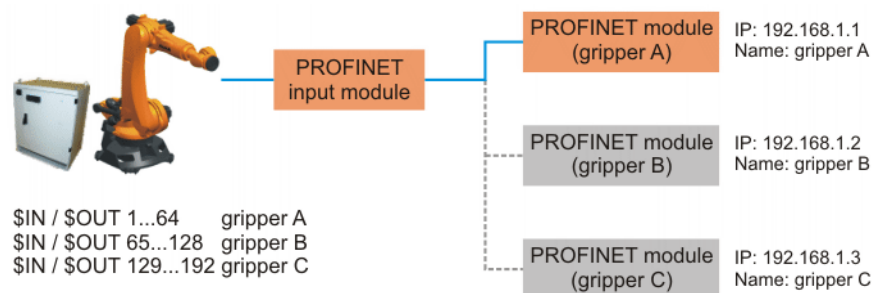 PROFINET
input module
PROFINET module
(gripper A)
IP: 192.168.1.1
Name: gripper A
PROFINET module
(gripper B)
IP: 192.168.1.2
Name: gripper B
PROFINET module
(gripper C)
IP: 192.168.1.3
Name: gripper C
$IN / $OUT 1...64 gripper A
$IN / $OUT 65...128 gripper B
$IN / $OUT 129...192 gripper C